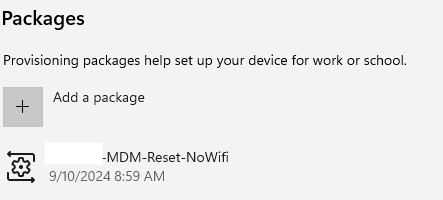 Packages
Provisioning packages help set up your device for work or school.
Add a package
-MDM-Reset-NoWifi
9/10/2024 8:59 AM